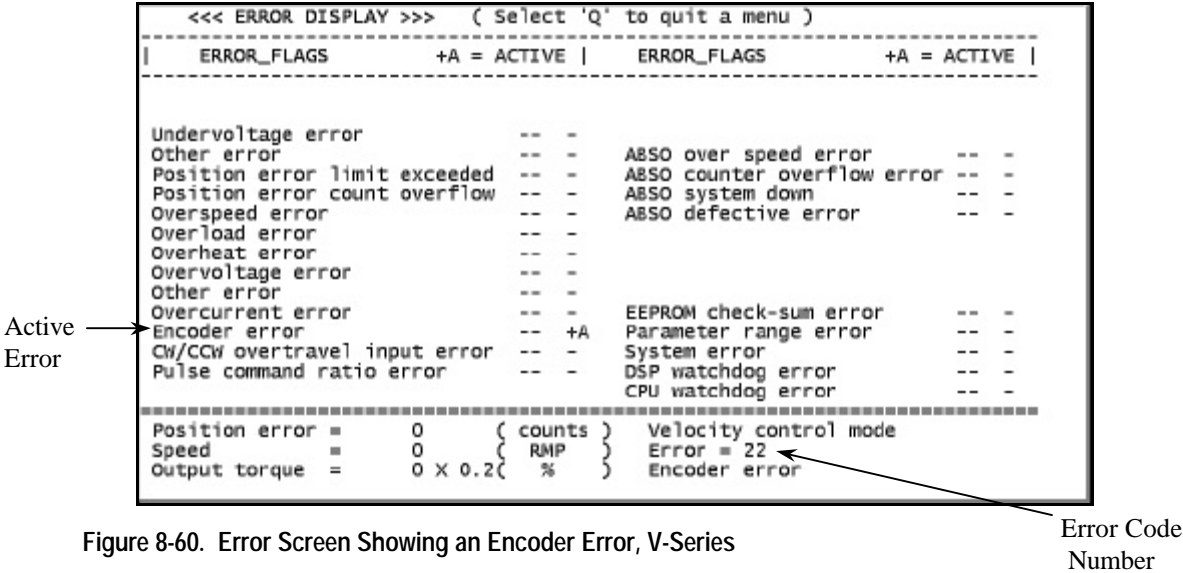 <<< ERROR DISPLAY >>> ( Select 'Q' to quit a menu )
| ERROR_FLAGS +A = ACTIVE | ERROR_FLAGS +A = ACTIVE |
Undervoltage error -- -
Other error -- - ABSO over speed error -- -
Position error limit exceeded -- - ABSO counter overflow error -- -
Position error count overflow -- - ABSO system down -- -
Overspeed error -- - ABSO defective error -- -
Overload error -- -
Overheat error -- -
Overvoltage error -- -
Other error -- -
Overcurrent error -- - EEPROM check-sum error -- -
Encoder error -- +A Parameter range error -- -
CW/CCW overtravel input error -- - System error -- -
Pulse command ratio error -- - DSP watchdog error -- -
CPU watchdog error -- -
Position error = 0 ( counts ) Velocity control mode
Speed = 0 ( RMP ) Error = 22
Output torque = 0 X 0.2( % ) Encoder error
Active
Error
Error Code
Number
Figure 8-60. Error Screen Showing an Encoder Error, V-Series